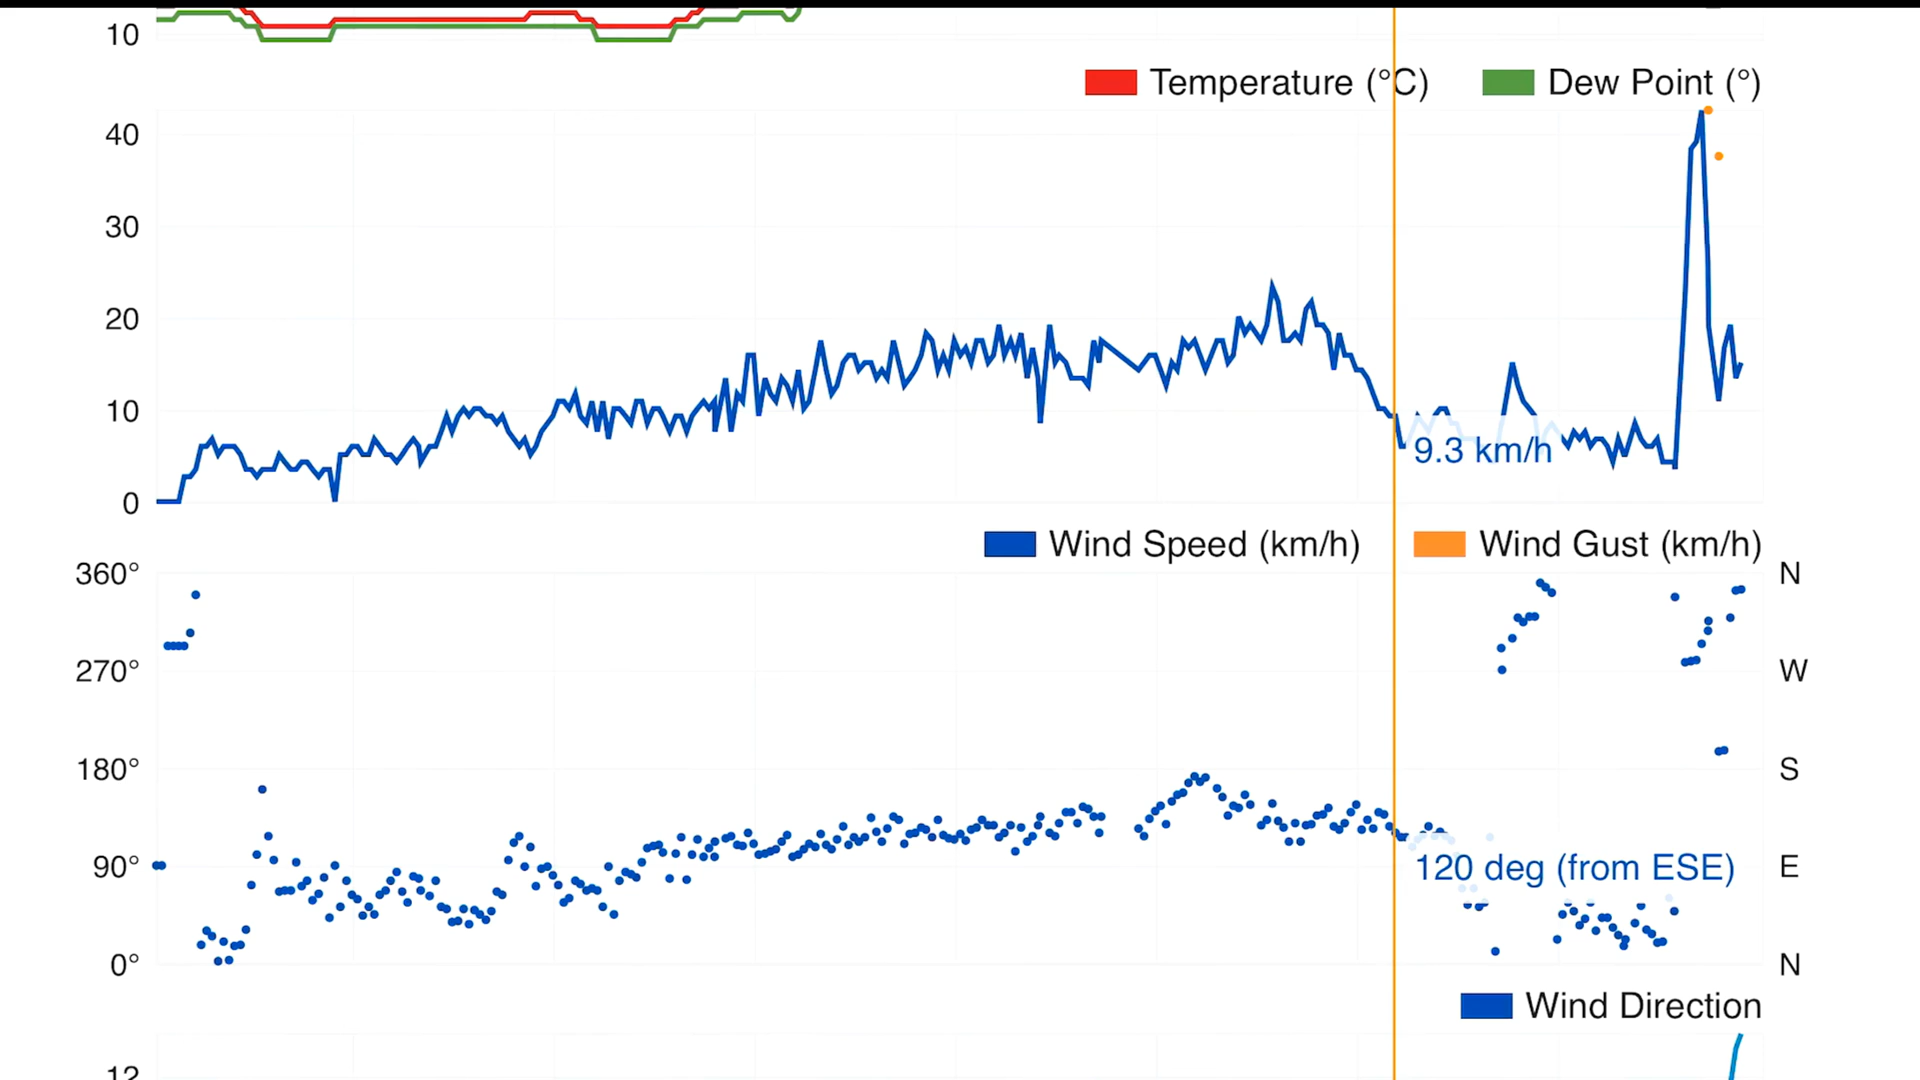 10
Temperature (°C) Dew Point (°)
40
30
20
10
9.3 km/h
0
Wind Speed (km/h) Wind Gust (km/h)
360° N
270° W
180° S
90° 120 deg (from ESE) E
0° N
Wind Direction
12